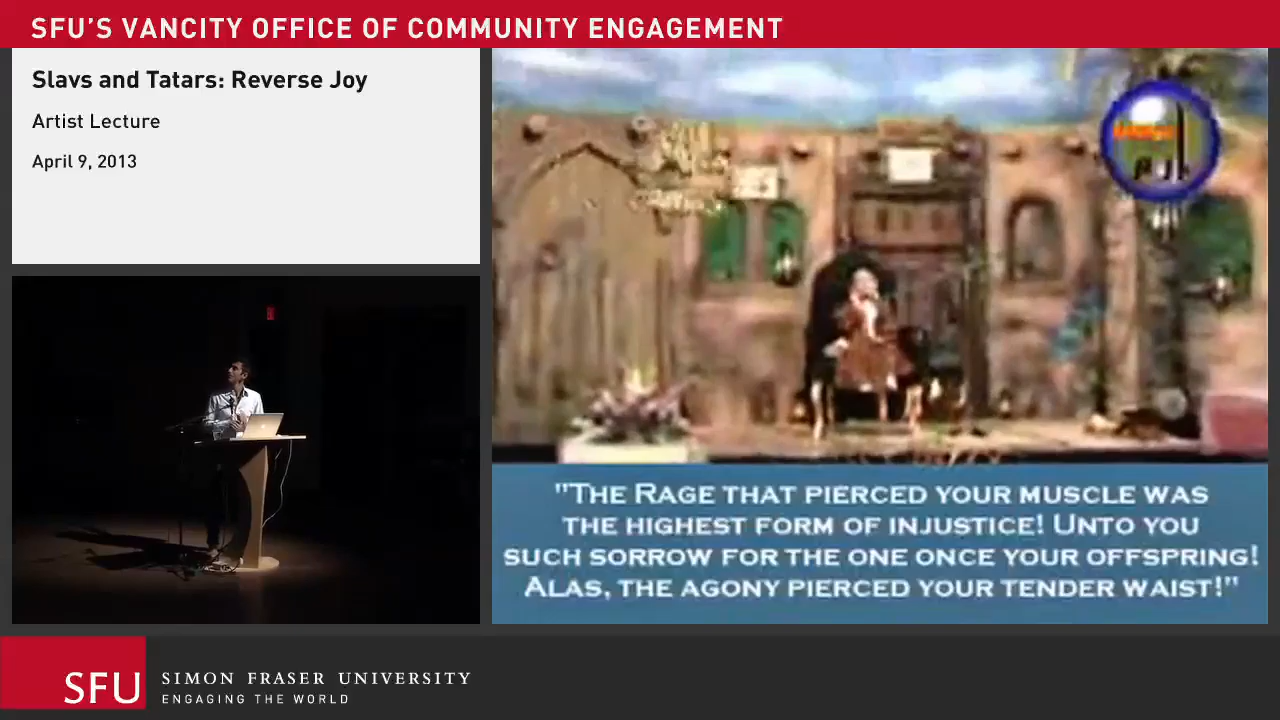 SFU'S VANCITY OFFICE OF COMMUNITY ENGAGEMENT
Slavs and Tatars: Reverse Joy
Artist Lecture
April 9, 2013
"THE RAGE THAT PIERCED YOUR MUSCLE WAS
THE HIGHEST FORM OF INJUSTICE! UNTO YOU
SUCH SORROW FOR THE ONE ONCE YOUR OFFSPRING!
ALAS, THE AGONY PIERCED YOUR TENDER WAIST!"
SFU SIMON FRASER UNIVERSITY
ENGAGING THE WORLD